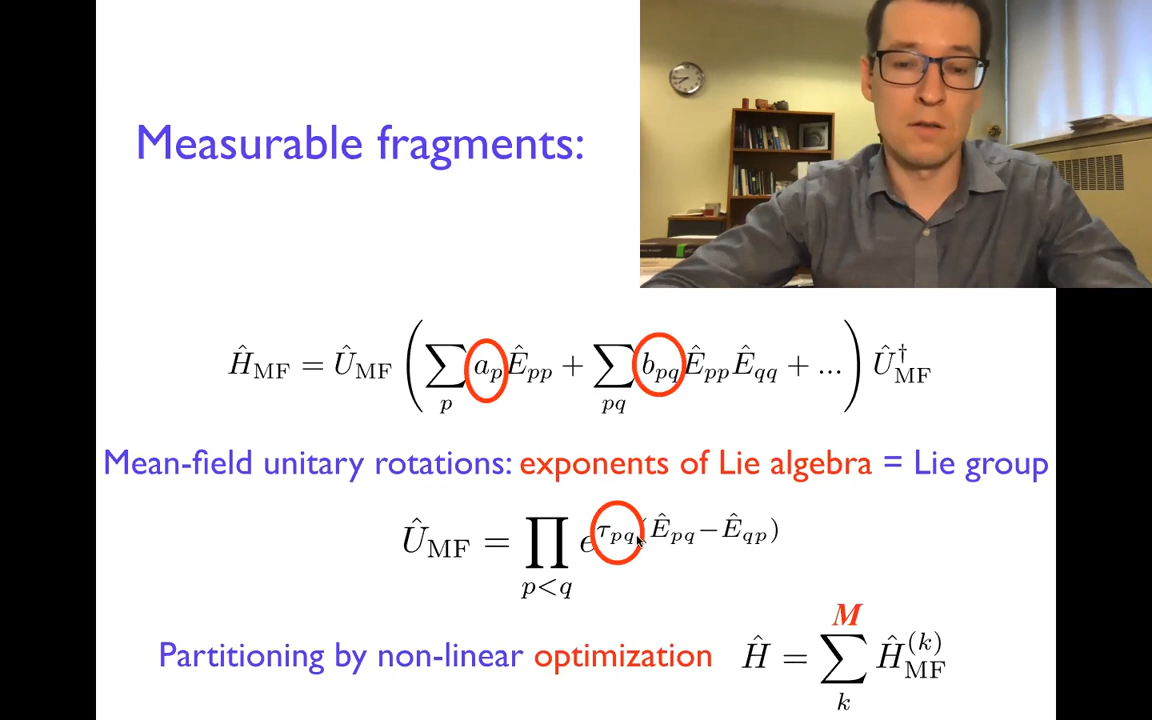 Measurable fragments:
Ĥ_MF = Û_MF ( ∑_p a_p Ê_pp + ∑_pq b_pq Ê_pp Ê_qq + ... ) Û†_MF
Mean-field unitary rotations: exponents of Lie algebra = Lie group
Û_MF = ∏_{p<q} e^{τ_pq(Ê_pq − Ê_qp)}
Partitioning by non-linear optimization Ĥ = ∑_k^M Ĥ_MF^(k)